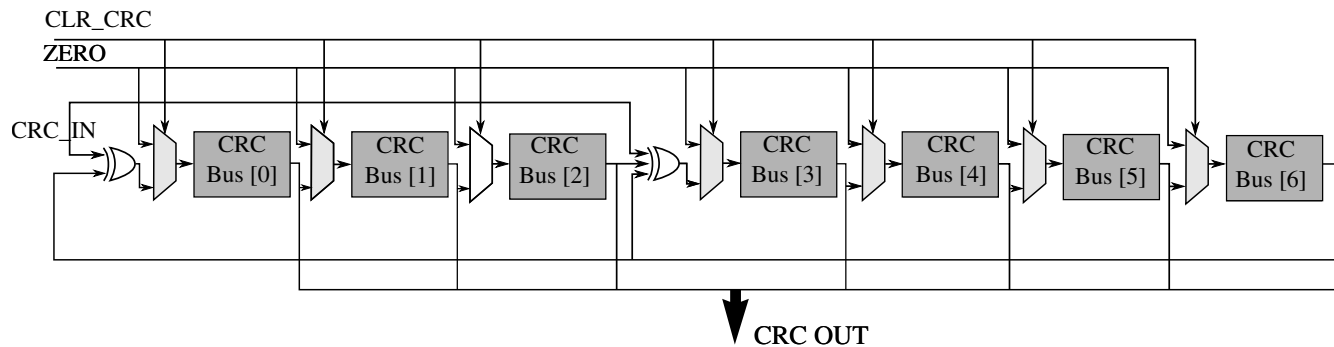 CLR_CRC
ZERO
CRC_IN
CRC
Bus [0]
CRC
Bus [1]
CRC
Bus [2]
CRC
Bus [3]
CRC
Bus [4]
CRC
Bus [5]
CRC
Bus [6]
CRC OUT